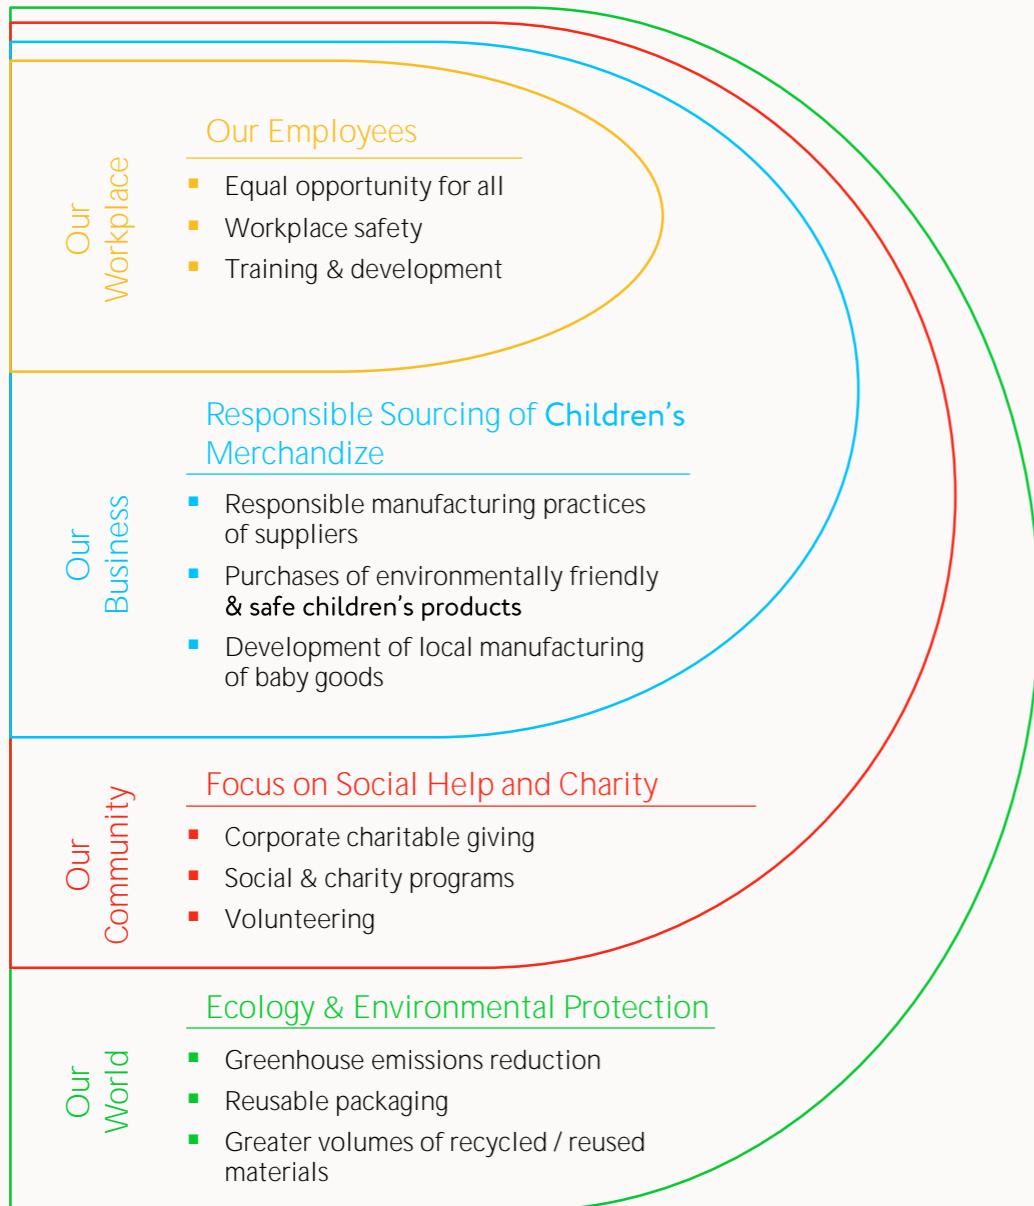 Our
Workplace
Our Employees
▪ Equal opportunity for all
▪ Workplace safety
▪ Training & development
Our
Business
Responsible Sourcing of Children's
Merchandize
▪ Responsible manufacturing practices
of suppliers
▪ Purchases of environmentally friendly
& safe children's products
▪ Development of local manufacturing
of baby goods
Our
Community
Focus on Social Help and Charity
▪ Corporate charitable giving
▪ Social & charity programs
▪ Volunteering
Our
World
Ecology & Environmental Protection
▪ Greenhouse emissions reduction
▪ Reusable packaging
▪ Greater volumes of recycled / reused
materials